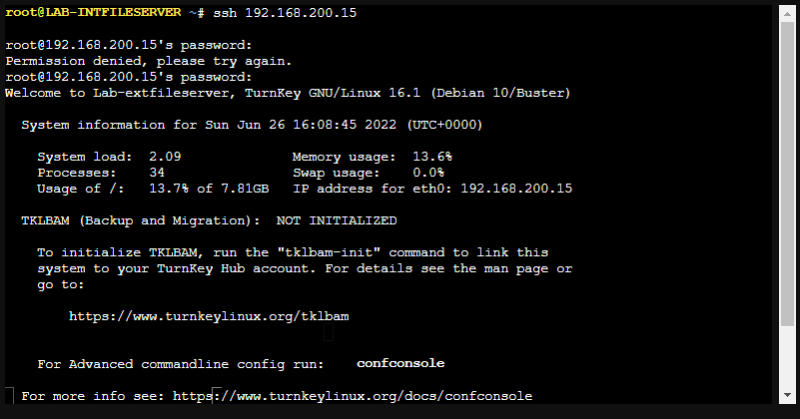 root@LAB-INTFILESERVER ~# ssh 192.168.200.15
root@192.168.200.15's password:
Permission denied, please try again.
root@192.168.200.15's password:
Welcome to Lab-extfileserver, TurnKey GNU/Linux 16.1 (Debian 10/Buster)
System information for Sun Jun 26 16:08:45 2022 (UTC+0000)
System load: 2.09 Memory usage: 13.6%
Processes: 34 Swap usage: 0.0%
Usage of /: 13.7% of 7.81GB IP address for eth0: 192.168.200.15
TKLBAM (Backup and Migration): NOT INITIALIZED
To initialize TKLBAM, run the "tklbam-init" command to link this
system to your TurnKey Hub account. For details see the man page or
go to:
https://www.turnkeylinux.org/tklbam
For Advanced commandline config run: confconsole
For more info see: https://www.turnkeylinux.org/docs/confconsole